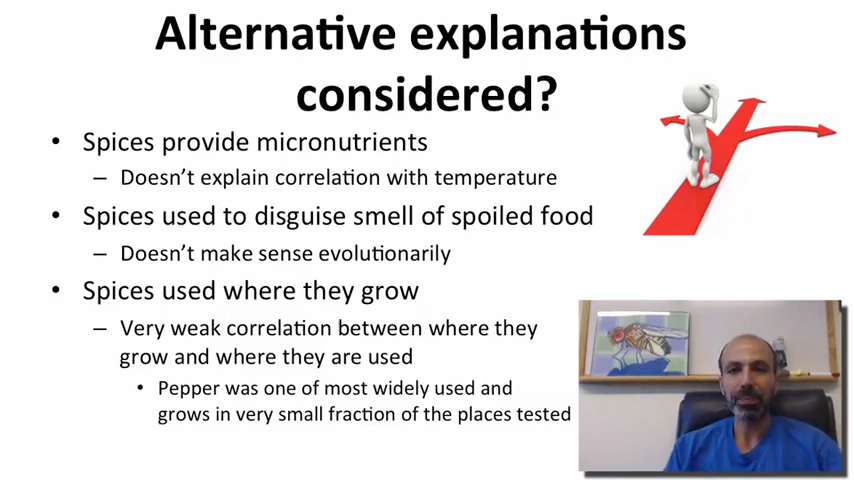 Alternative explanations
considered?
• Spices provide micronutrients
– Doesn't explain correlation with temperature
• Spices used to disguise smell of spoiled food
– Doesn't make sense evolutionarily
• Spices used where they grow
– Very weak correlation between where they
grow and where they are used
• Pepper was one of most widely used and
grows in very small fraction of the places tested